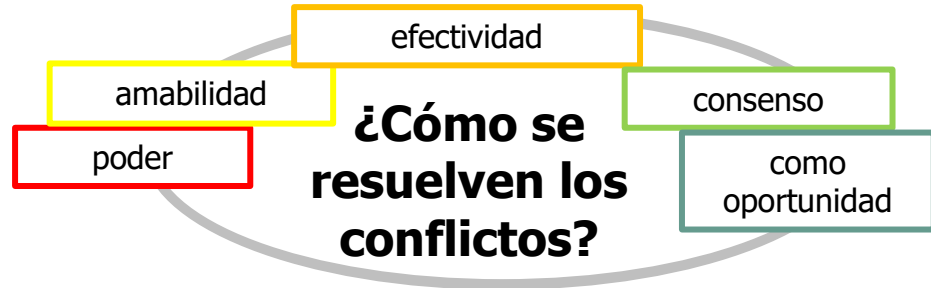 efectividad
amabilidad
consenso
poder
¿Cómo se
resuelven los
conflictos?
como
oportunidad